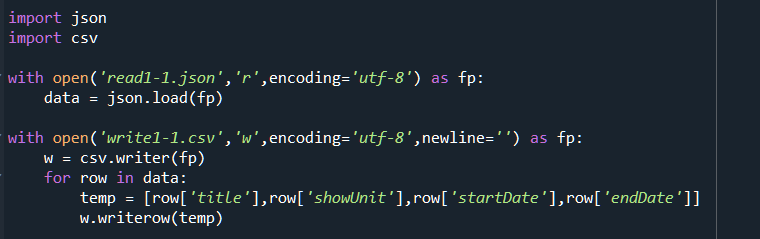 import json
import csv
with open('read1-1.json','r',encoding='utf-8') as fp:
    data = json.load(fp)
with open('write1-1.csv','w',encoding='utf-8',newline='') as fp:
    w = csv.writer(fp)
    for row in data:
        temp = [row['title'],row['showUnit'],row['startDate'],row['endDate']]
        w.writerow(temp)